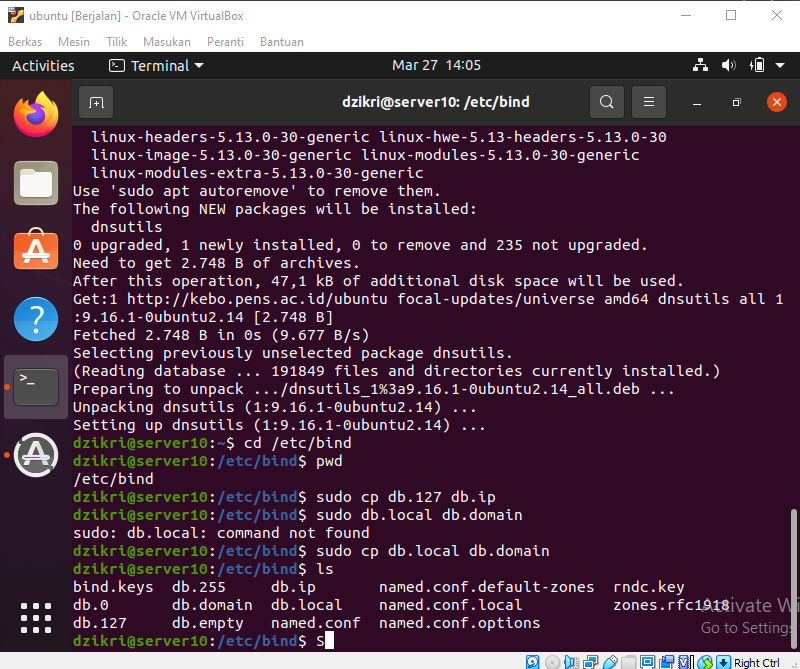 ubuntu [Berjalan] - Oracle VM VirtualBox
Berkas Mesin Tilik Masukan Peranti Bantuan
Activities Terminal Mar 27 14:05
dzikri@server10: /etc/bind
linux-headers-5.13.0-30-generic linux-hwe-5.13-headers-5.13.0-30
linux-image-5.13.0-30-generic linux-modules-5.13.0-30-generic
linux-modules-extra-5.13.0-30-generic
Use 'sudo apt autoremove' to remove them.
The following NEW packages will be installed:
dnsutils
0 upgraded, 1 newly installed, 0 to remove and 235 not upgraded.
Need to get 2.748 B of archives.
After this operation, 47,1 kB of additional disk space will be used.
Get:1 http://kebo.pens.ac.id/ubuntu focal-updates/universe amd64 dnsutils all 1
:9.16.1-0ubuntu2.14 [2.748 B]
Fetched 2.748 B in 0s (9.677 B/s)
Selecting previously unselected package dnsutils.
(Reading database ... 191849 files and directories currently installed.)
Preparing to unpack .../dnsutils_1%3a9.16.1-0ubuntu2.14_all.deb ...
Unpacking dnsutils (1:9.16.1-0ubuntu2.14) ...
Setting up dnsutils (1:9.16.1-0ubuntu2.14) ...
dzikri@server10:~$ cd /etc/bind
dzikri@server10:/etc/bind$ pwd
/etc/bind
dzikri@server10:/etc/bind$ sudo cp db.127 db.ip
dzikri@server10:/etc/bind$ sudo db.local db.domain
sudo: db.local: command not found
dzikri@server10:/etc/bind$ sudo cp db.local db.domain
dzikri@server10:/etc/bind$ ls
bind.keys db.255 db.ip named.conf.default-zones rndc.key
db.0 db.domain db.local named.conf.local zones.rfc1918
db.127 db.empty named.conf named.conf.options
dzikri@server10:/etc/bind$ S
Activate Wi
Go to Settings
Right Ctrl